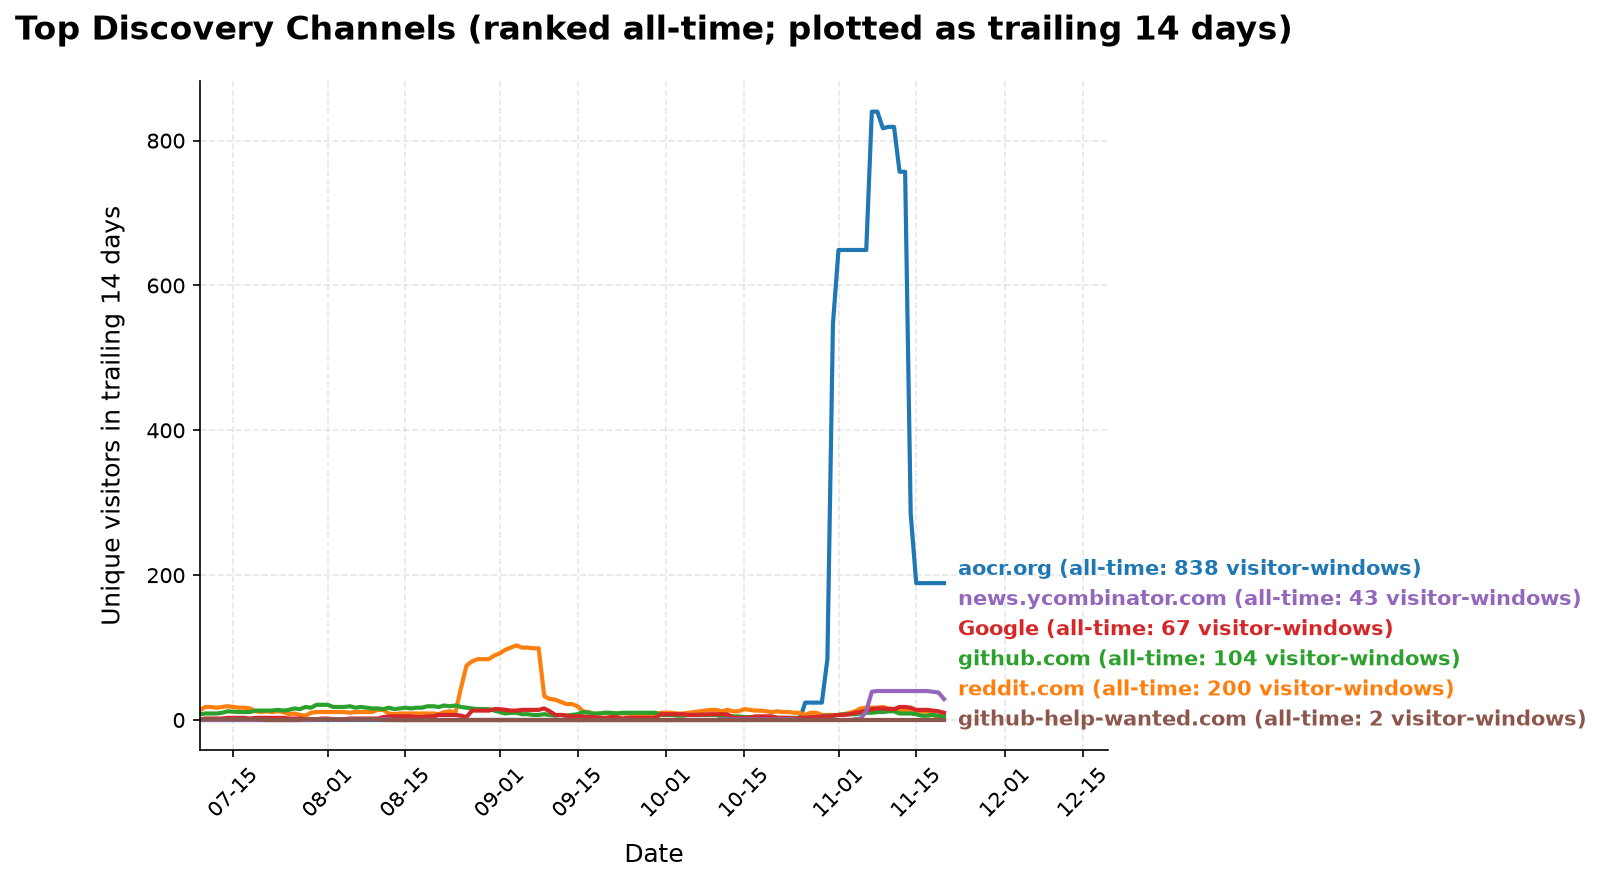 Top Discovery Channels (ranked all-time; plotted as trailing 14 days)
Unique visitors in trailing 14 days
800
600
400
200
0
aocr.org (all-time: 838 visitor-windows)
news.ycombinator.com (all-time: 43 visitor-windows)
Google (all-time: 67 visitor-windows)
github.com (all-time: 104 visitor-windows)
reddit.com (all-time: 200 visitor-windows)
github-help-wanted.com (all-time: 2 visitor-windows)
07-15
08-01
08-15
09-01
09-15
10-01
10-15
11-01
11-15
12-01
12-15
Date